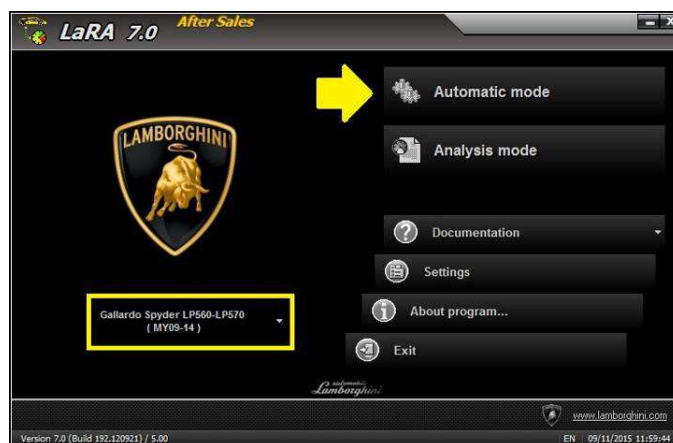 LaRA 7.0 After Sales
Automatic mode
LAMBORGHINI
Analysis mode
Documentation
Settings
Gallardo Spyder LP560-LP570
( MY09-14 )
About program...
Exit
automobili
Lamborghini
www.lamborghini.com
Version 7.0 (Build 192.120921) / 5.00
EN 09/11/2015 11:59:44